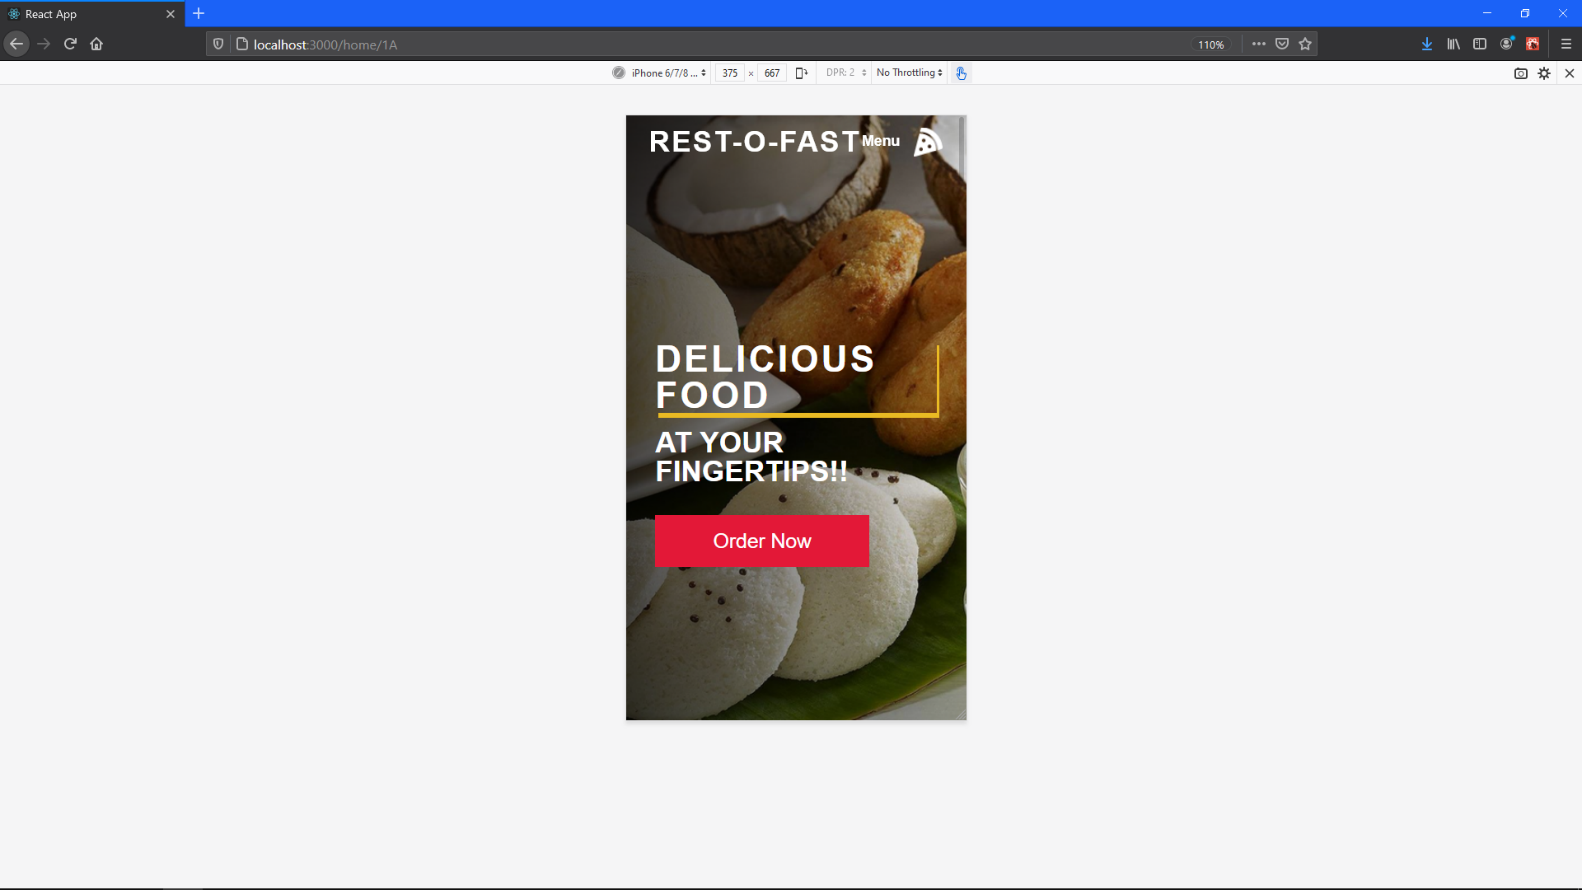 React App
localhost:3000/home/1A
110%
iPhone 6/7/8 ...
375 × 667
DPR: 2
No Throttling
REST-O-FAST
Menu
DELICIOUS
FOOD
AT YOUR
FINGERTIPS!!
Order Now